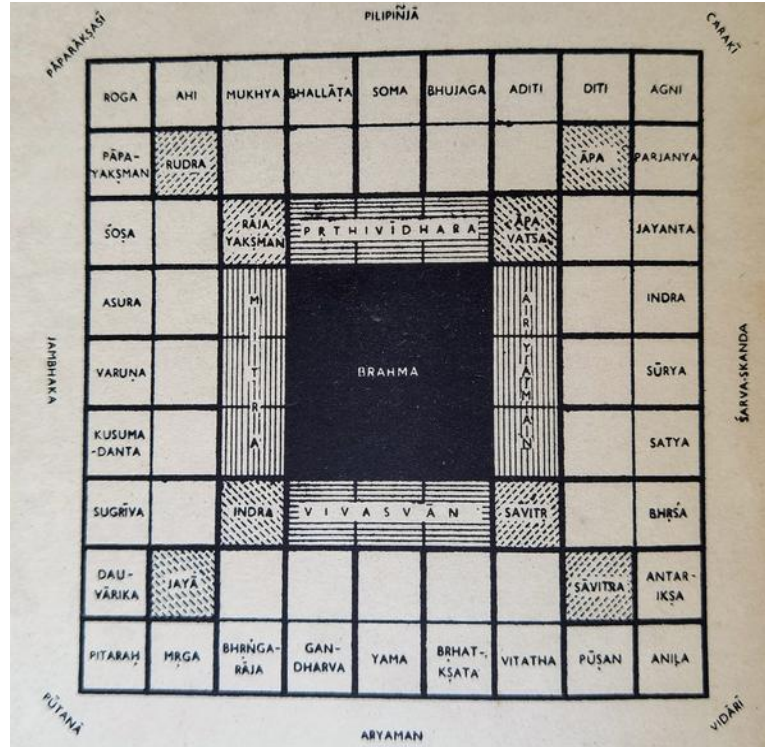 PĀPARĀKṢASĪ
PILIPIÑJĀ
CARAKĪ
ROGA AHI MUKHYA BHALLĀṬA SOMA BHUJAGA ADITI DITI AGNI
PĀPA-
YAKṢMAN
RUDRA
ĀPA
PARJANYA
ŚOṢA
RĀJA
YAKṢMAN
PṚTHIVĪDHARA
ĀPA
VATSA
JAYANTA
ASURA
MITRA
ARYAMAN
INDRA
JAMBHAKA
VARUṆA
BRAHMA
SŪRYA
ŚARVA-SKANDA
KUSUMA
-DANTA
SATYA
SUGRĪVA
INDRA
VIVASVĀN
SĀVITṚ
BHṚŚA
DAU-
VĀRIKA
JAYĀ
SĀVITRA
ANTAR-
IKṢA
PITARAḤ MṚGA
BHṚṄGA-
RĀJA
GAN-
DHARVA
YAMA
BṚHAT-
KṢATA
VITATHA
PŪṢAN
ANILA
PŪTANĀ
ARYAMAN
VIDĀRĪ